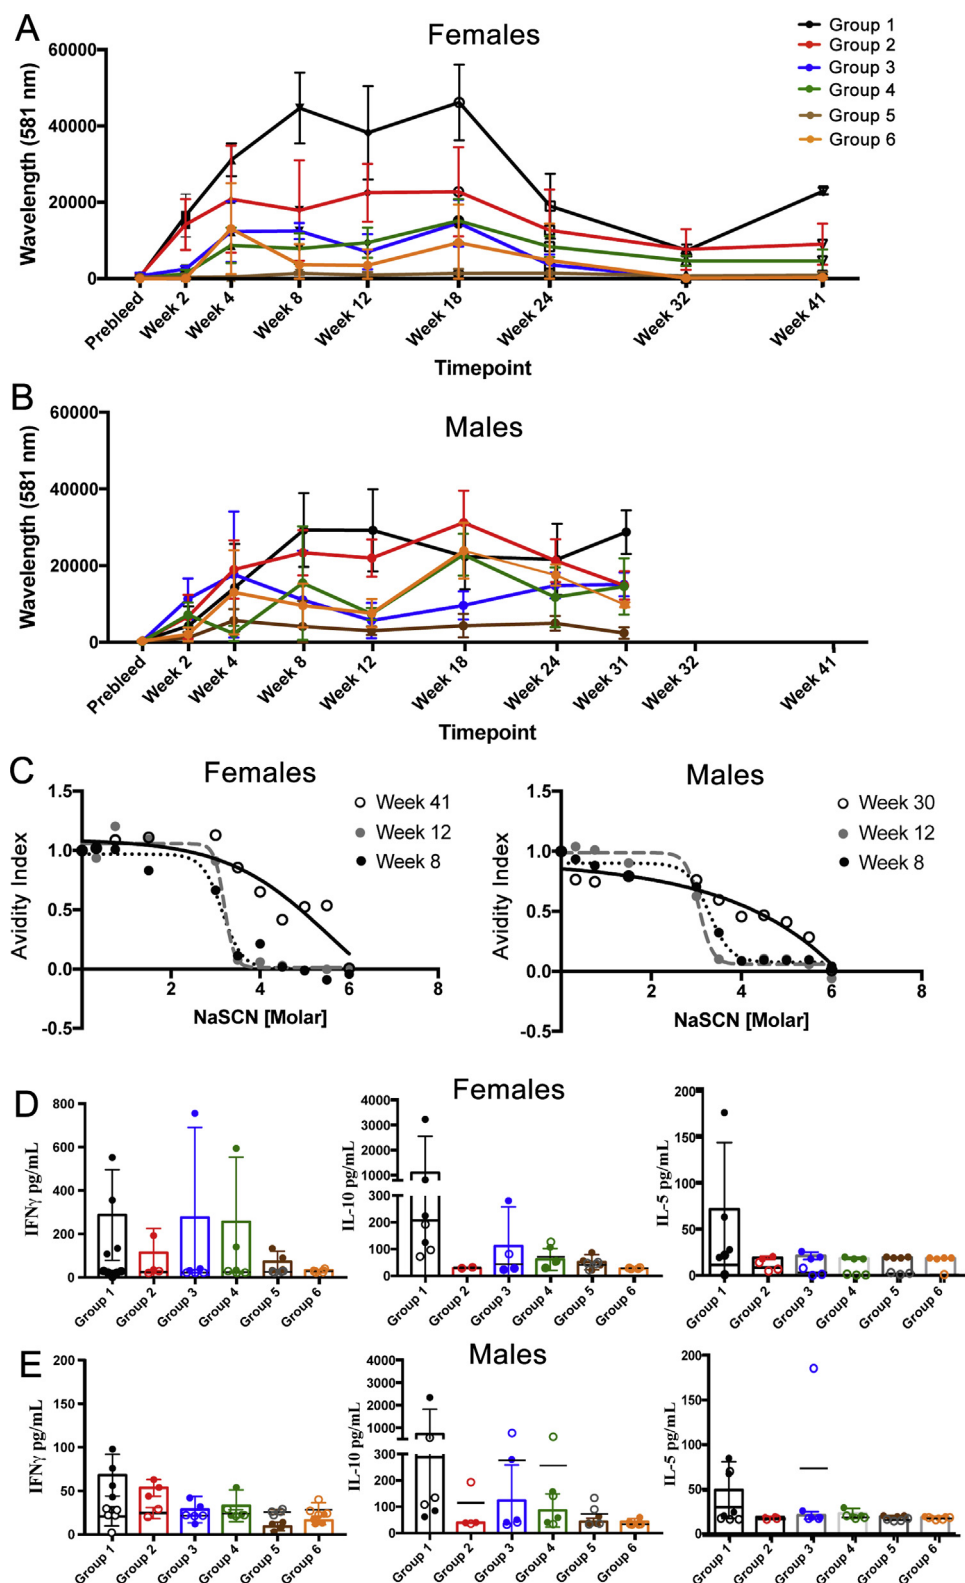 A
Females
Group 1
Group 2
Group 3
Group 4
Group 5
Group 6
Wavelength (581 nm)
60000
40000
20000
0
Prebleed
Week 2
Week 4
Week 8
Week 12
Week 18
Week 24
Week 32
Week 41
Timepoint
B
Males
Wavelength (581 nm)
60000
40000
20000
0
Prebleed
Week 2
Week 4
Week 8
Week 12
Week 18
Week 24
Week 31
Week 32
Week 41
Timepoint
C
Females
Week 41
Week 12
Week 8
Avidity Index
1.5
1.0
0.5
0.0
-0.5
2
4
6
8
NaSCN [Molar]
Males
Week 30
Week 12
Week 8
Avidity Index
1.5
1.0
0.5
0.0
-0.5
2
4
6
8
NaSCN [Molar]
D
Females
IFNγ pg/mL
800
600
400
200
0
Group 1
Group 2
Group 3
Group 4
Group 5
Group 6
IL-10 pg/mL
4000
3000
2000
1000
300
200
100
0
Group 1
Group 2
Group 3
Group 4
Group 5
Group 6
IL-5 pg/mL
200
150
100
50
0
Group 1
Group 2
Group 3
Group 4
Group 5
Group 6
E
Males
IFNγ pg/mL
200
150
100
50
0
Group 1
Group 2
Group 3
Group 4
Group 5
Group 6
IL-10 pg/mL
4000
3000
2000
1000
300
200
100
0
Group 1
Group 2
Group 3
Group 4
Group 5
Group 6
IL-5 pg/mL
200
150
100
50
0
Group 1
Group 2
Group 3
Group 4
Group 5
Group 6